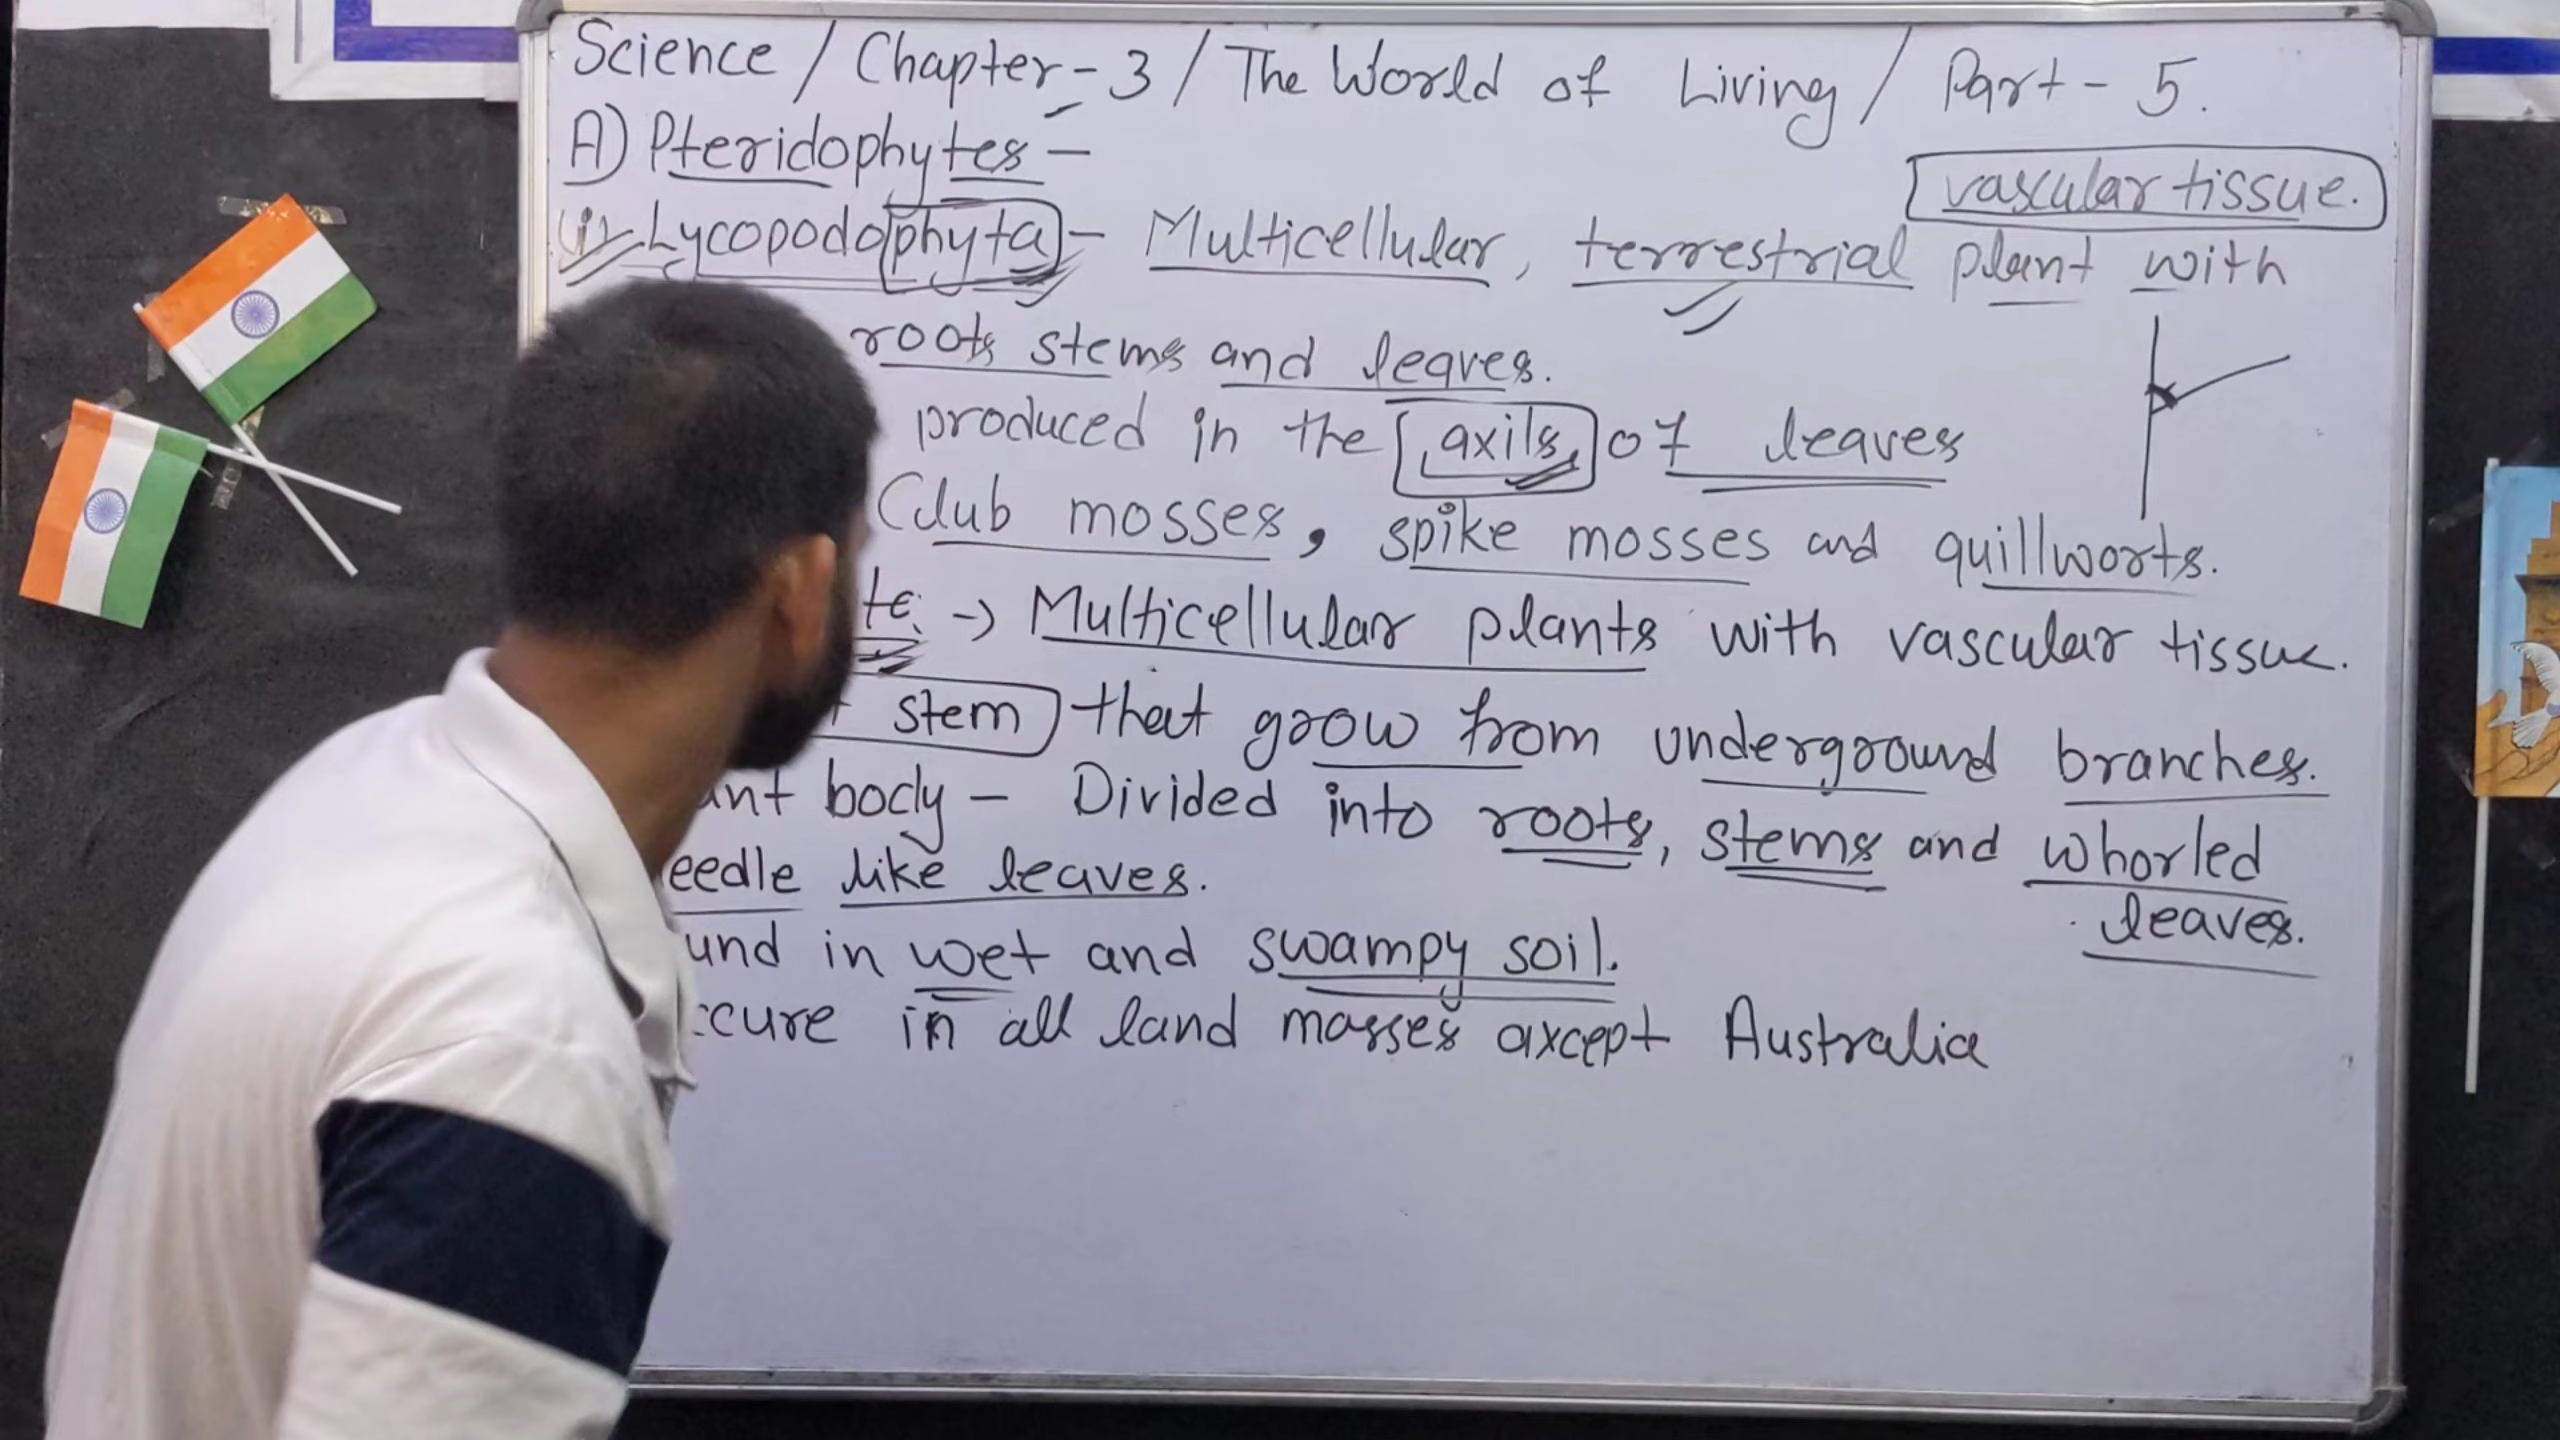 Science / Chapter - 3 / The World of Living / Part - 5.
A) Pteridophytes -
vascular tissue.
(i) Lycopodophyta - Multicellular, terrestrial plant with
roots stems and leaves.
produced in the axils of leaves
Club mosses, spike mosses and quillworts.
→ Multicellular plants with vascular tissue.
stem that grow from underground branches.
body - Divided into roots, stems and whorled
leaves.
like leaves.
in wet and swampy soil.
in all land masses axcept Australia